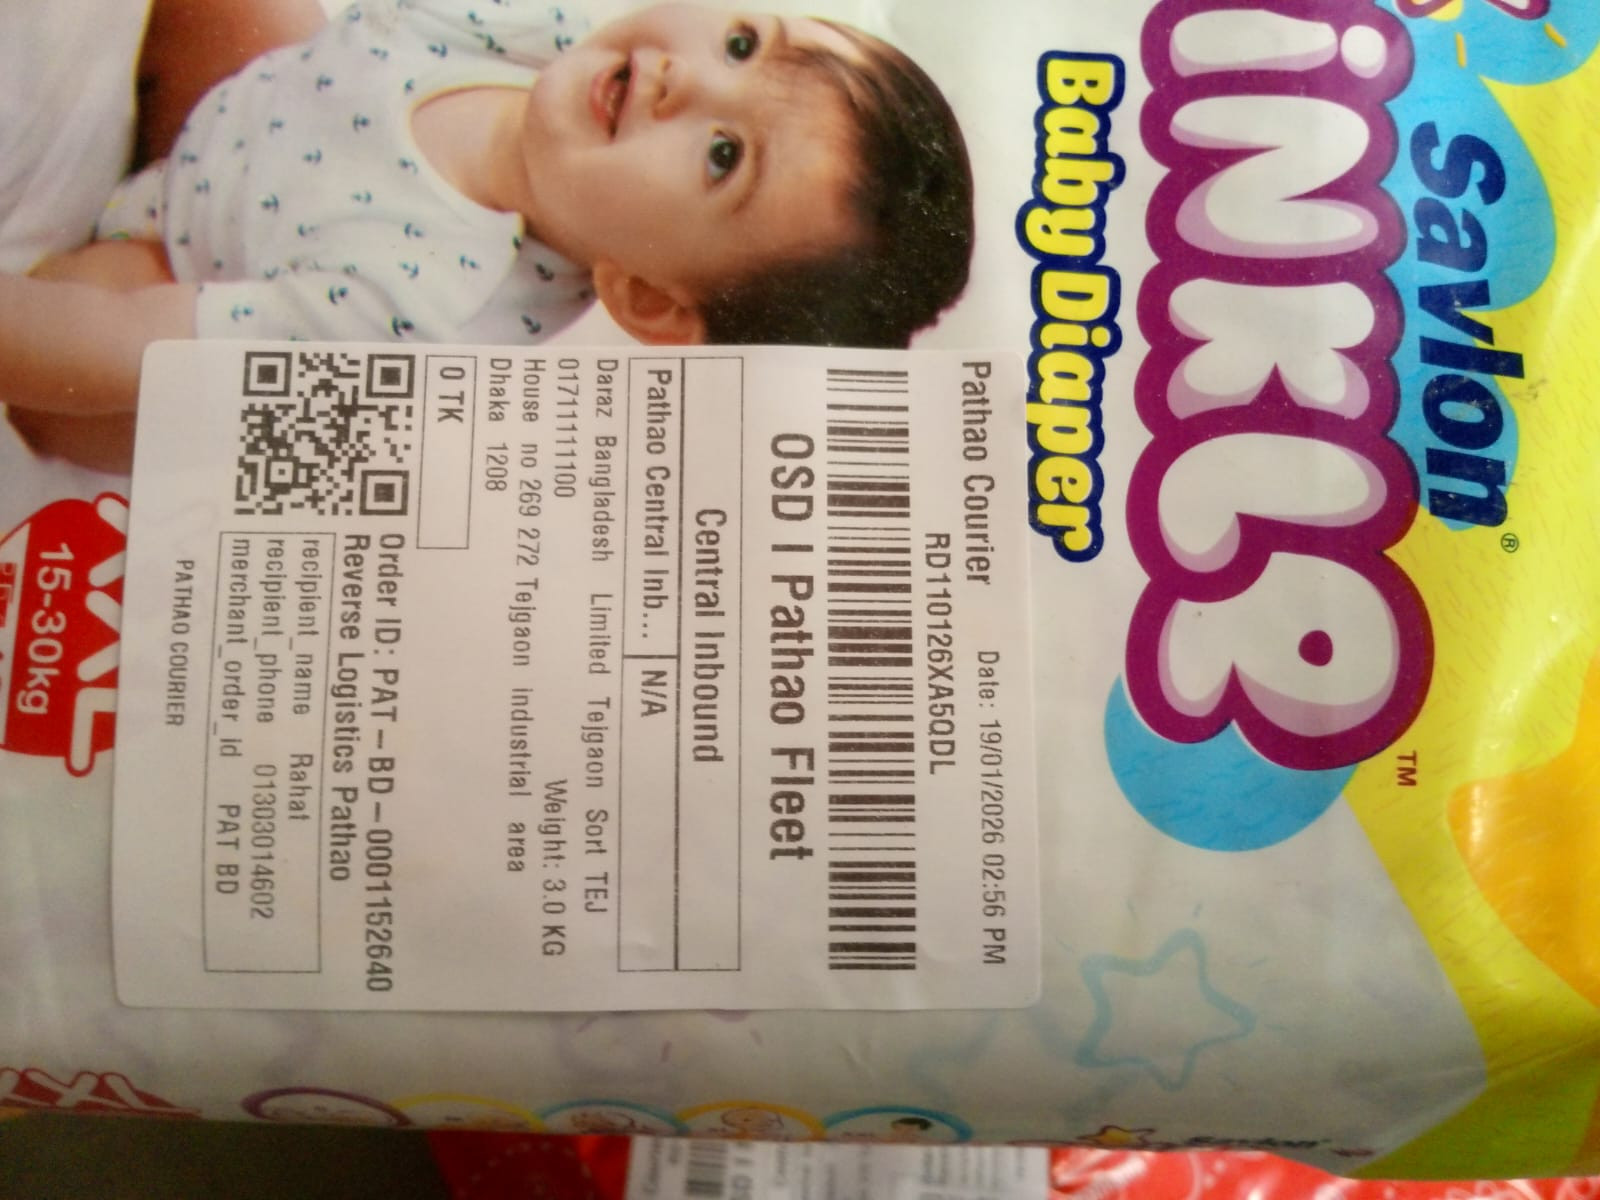 Savlon®
iNKLe™
Baby Diaper
Pathao Courier Date: 19/01/2026 02:56 PM
RD110126XA5QDL
OSD | Pathao Fleet
Central Inbound
Pathao Central Inb... N/A
Daraz Bangladesh Limited Tejgaon Sort TEJ
01711111100 Weight: 3.0 KG
House no 269 272 Tejgaon industrial area
Dhaka 1208
0 TK
Order ID: PAT-BD-0001152640
Reverse Logistics Pathao
recipient_name Rahat
recipient_phone 01303014602
merchant_order_id PAT BD
PATHAO COURIER
XXL
15-30kg